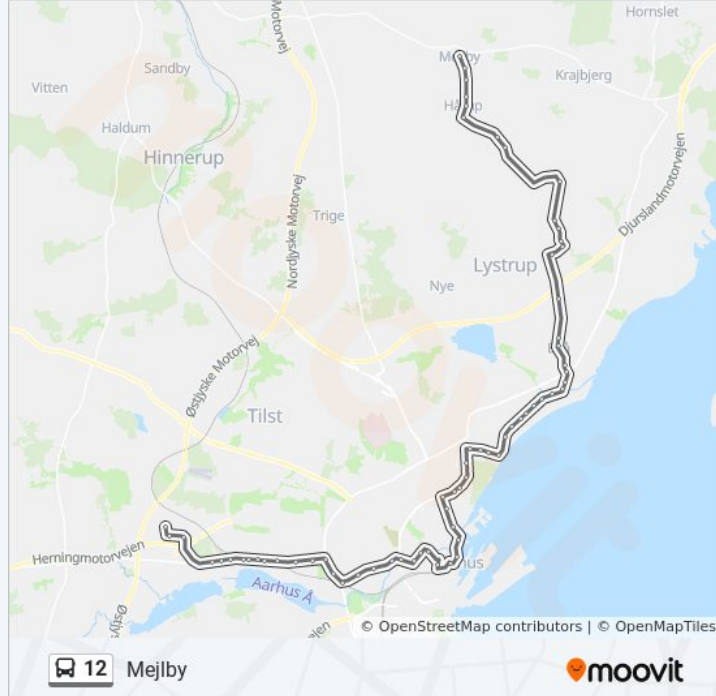 Hornslet
Motorvej
Sandby
Krajbjerg
Vitten
Haldum
Hinnerup
Djurslandmotorvejen
Nordjyske Motorvej
Trige
Lystrup
Nye
Østjyske Motorvej
Tilst
Herningmotorvejen
Aarhus Å
© OpenStreetMap contributors | © OpenMapTiles
12 Mejlby
moovit